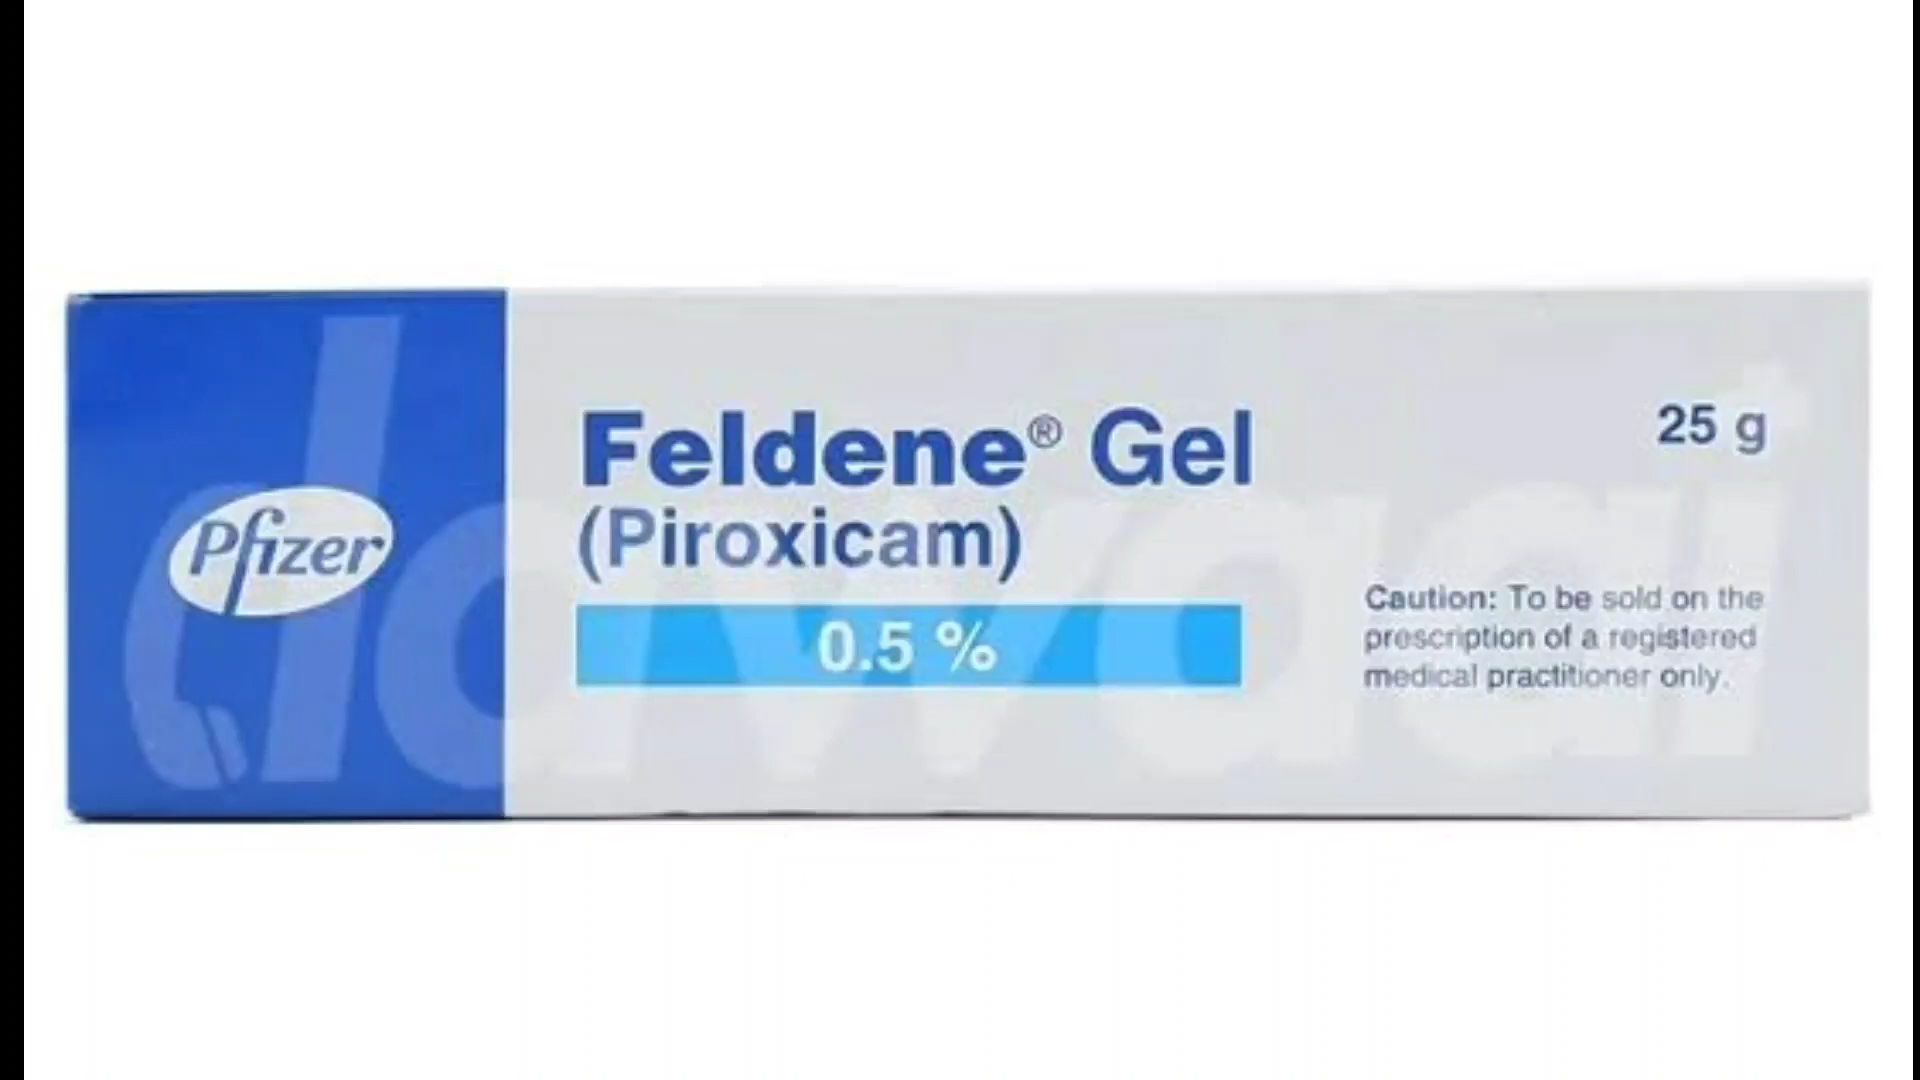 Pfizer
Feldene® Gel
(Piroxicam)
0.5 %
25 g
Caution: To be sold on the
prescription of a registered
medical practitioner only.
dawaai